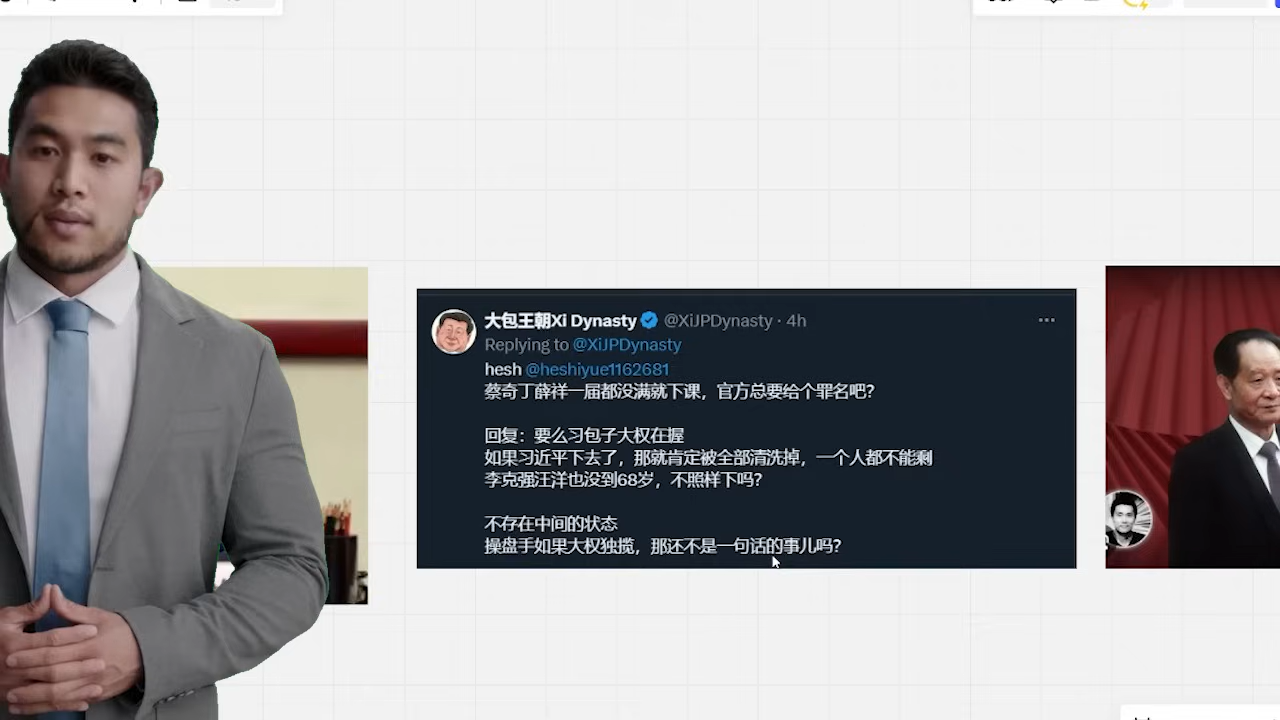 大包王朝Xi Dynasty @XiJPDynasty · 4h
Replying to @XiJPDynasty
hesh @heshiyue1162681
蔡奇丁薛祥一届都没满就下课，官方总要给个罪名吧？
回复：要么习包子大权在握
如果习近平下去了，那就肯定被全部清洗掉，一个人都不能剩
李克强汪洋也没到68岁，不照样下吗？
不存在中间的状态
操盘手如果大权独揽，那还不是一句话的事儿吗？